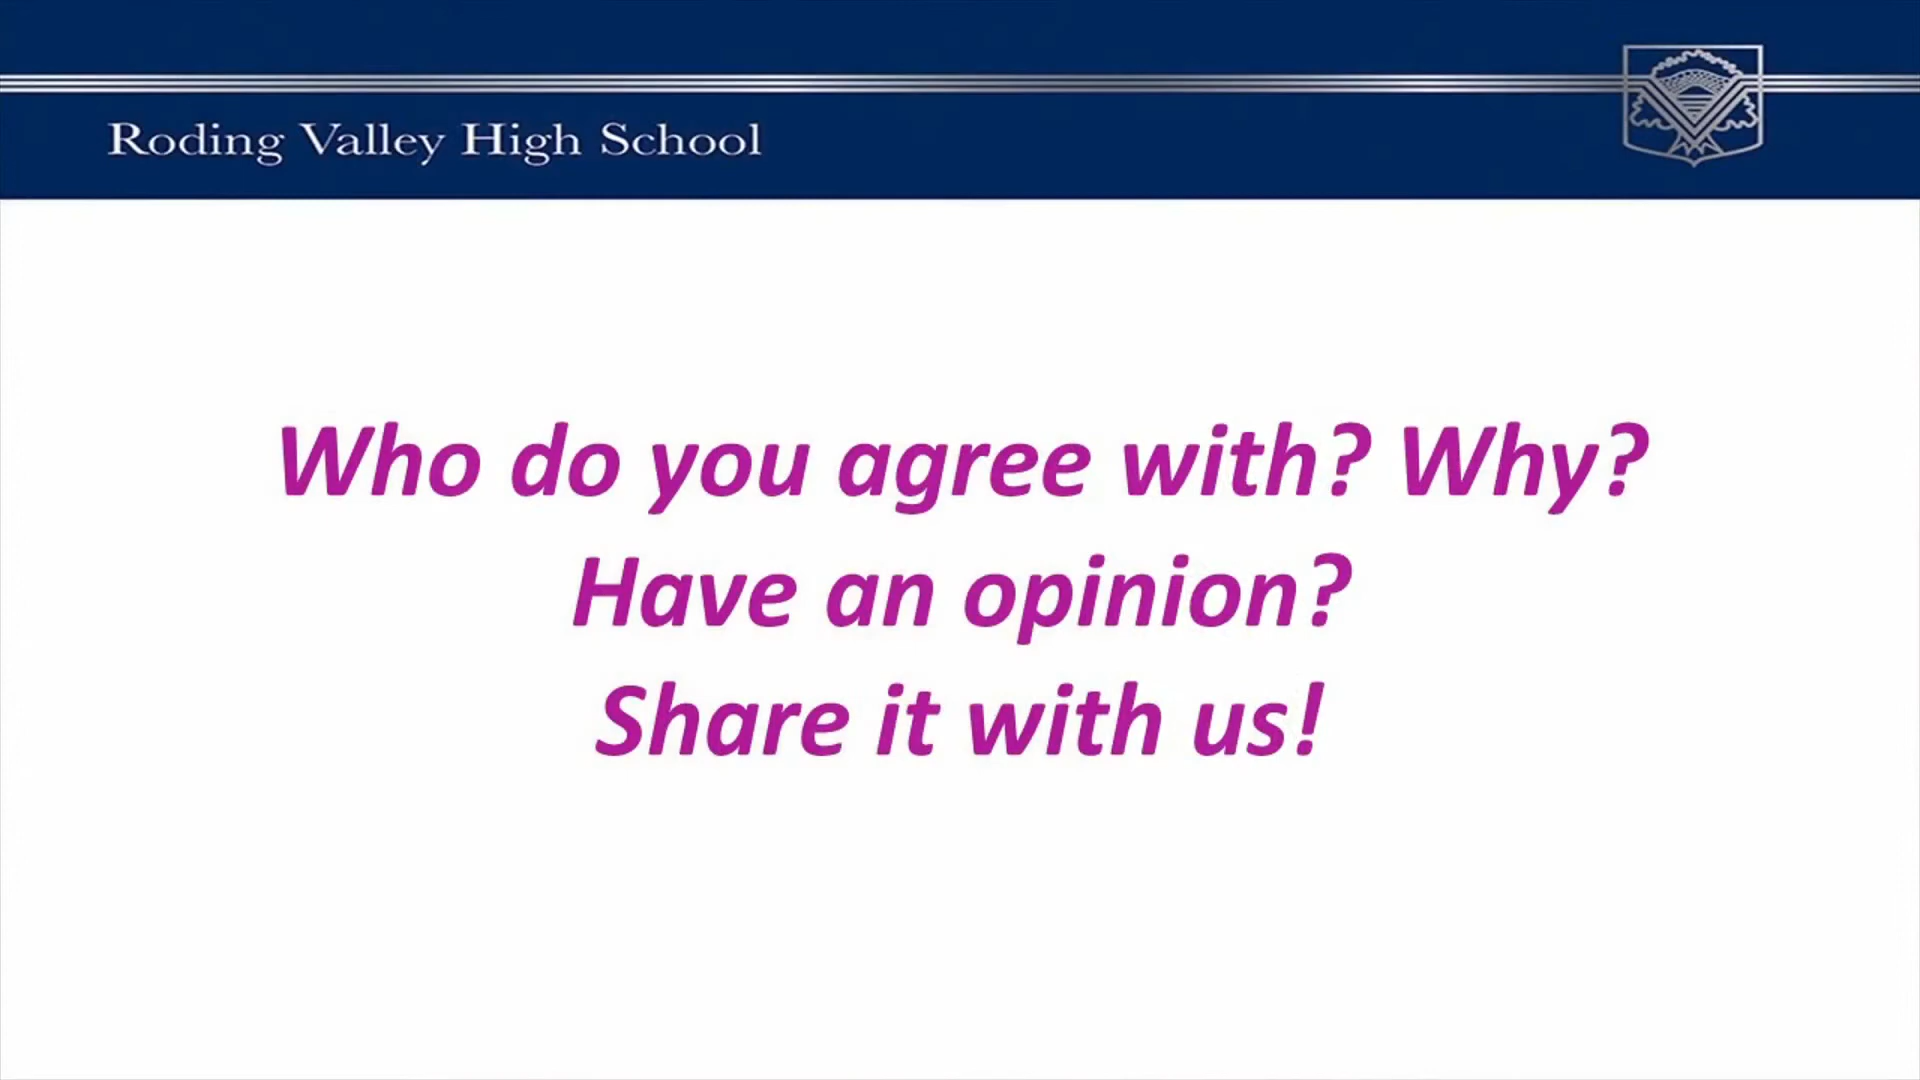 Roding Valley High School
Who do you agree with? Why?
Have an opinion?
Share it with us!